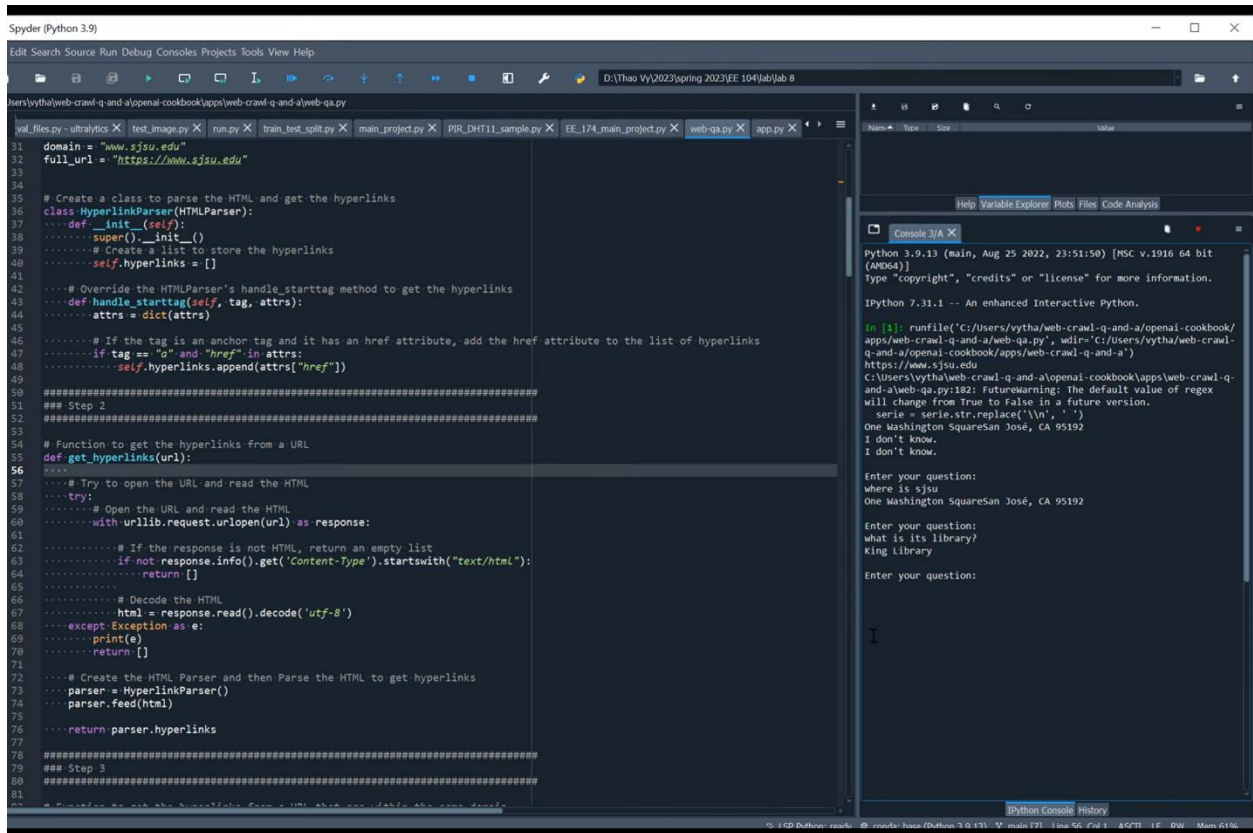 Spyder (Python 3.9)
Edit Search Source Run Debug Consoles Projects Tools View Help
D:\Thao Vy\2023\spring 2023\EE 104\lab\lab 8
Jsers\vytha\web-crawl-q-and-a\openai-cookbook\apps\web-crawl-q-and-a\web-qa.py
_val_files.py - ultralytics X test_image.py X run.py X train_test_split.py X main_project.py X PIR_DHT11_sample.py X EE_174_main_project.py X web-qa.py X app.py X
31 domain = "www.sjsu.edu"
32 full_url = "https://www.sjsu.edu"
33
34
35 # Create a class to parse the HTML and get the hyperlinks
36 class HyperlinkParser(HTMLParser):
37 ····def __init__(self):
38 ········super().__init__()
39 ········# Create a list to store the hyperlinks
40 ········self.hyperlinks = []
41
42 ····# Override the HTMLParser's handle_starttag method to get the hyperlinks
43 ····def handle_starttag(self, tag, attrs):
44 ········attrs = dict(attrs)
45
46 ········# If the tag is an anchor tag and it has an href attribute, add the href attribute to the list of hyperlinks
47 ········if tag == "a" and "href" in attrs:
48 ············self.hyperlinks.append(attrs["href"])
49
50 ################################################################################
51 ### Step 2
52 ################################################################################
53
54 # Function to get the hyperlinks from a URL
55 def get_hyperlinks(url):
56 ····
57 ····# Try to open the URL and read the HTML
58 ····try:
59 ········# Open the URL and read the HTML
60 ········with urllib.request.urlopen(url) as response:
61
62 ············# If the response is not HTML, return an empty list
63 ············if not response.info().get('Content-Type').startswith("text/html"):
64 ················return []
65 ············
66 ············# Decode the HTML
67 ············html = response.read().decode('utf-8')
68 ····except Exception as e:
69 ········print(e)
70 ········return []
71
72 ····# Create the HTML Parser and then Parse the HTML to get hyperlinks
73 ····parser = HyperlinkParser()
74 ····parser.feed(html)
75
76 ····return parser.hyperlinks
77
78 ################################################################################
79 ### Step 3
80 ################################################################################
81
# Function to get the hyperlinks from a URL that are within the same domain
Name Type Size Value
Help Variable Explorer Plots Files Code Analysis
Console 3/A X
Python 3.9.13 (main, Aug 25 2022, 23:51:50) [MSC v.1916 64 bit
(AMD64)]
Type "copyright", "credits" or "license" for more information.
IPython 7.31.1 -- An enhanced Interactive Python.
In [1]: runfile('C:/Users/vytha/web-crawl-q-and-a/openai-cookbook/
apps/web-crawl-q-and-a/web-qa.py', wdir='C:/Users/vytha/web-crawl-
q-and-a/openai-cookbook/apps/web-crawl-q-and-a')
https://www.sjsu.edu
C:\Users\vytha\web-crawl-q-and-a\openai-cookbook\apps\web-crawl-q-
and-a\web-qa.py:182: FutureWarning: The default value of regex
will change from True to False in a future version.
serie = serie.str.replace('\\n', ' ')
One Washington SquareSan José, CA 95192
I don't know.
I don't know.
Enter your question:
where is sjsu
One Washington SquareSan José, CA 95192
Enter your question:
what is its library?
King Library
Enter your question:
IPython Console History
LSP Python: ready conda: base (Python 3.9.13) main [7] Line 56, Col 1 ASCII LF RW Mem 61%